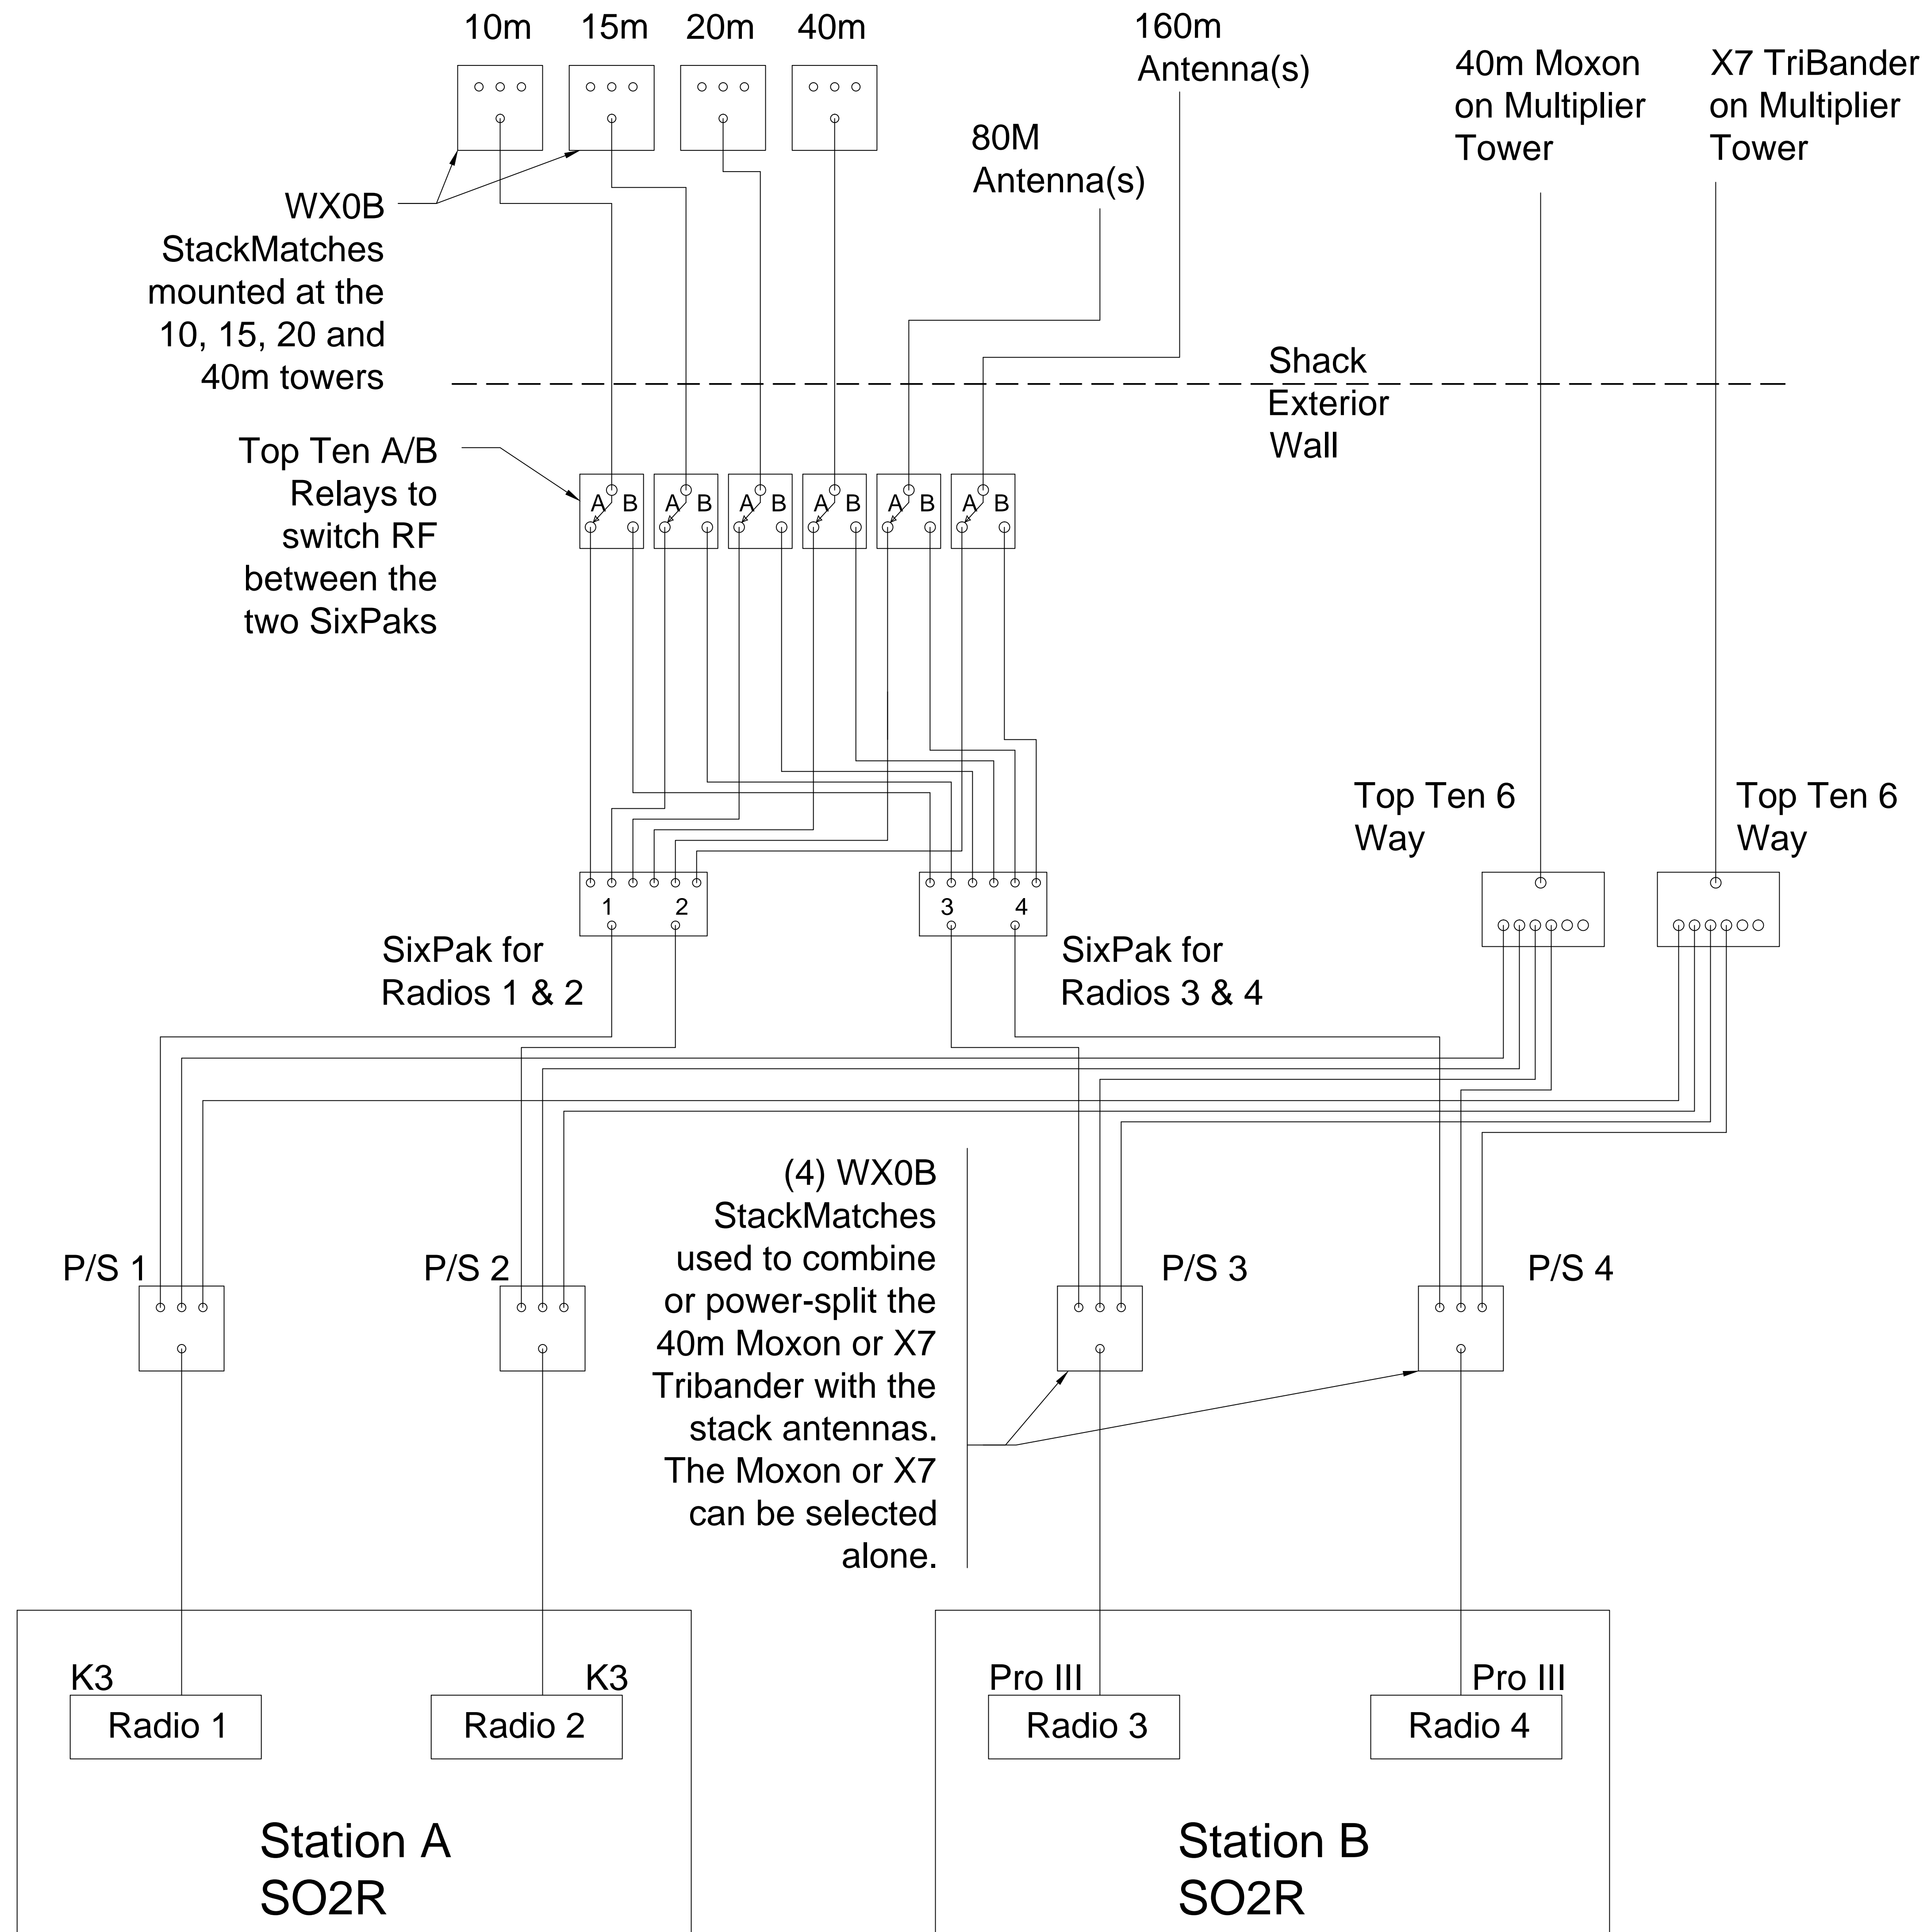 10m
15m
20m
40m
160m
Antenna(s)
40m Moxon
on Multiplier
Tower
X7 TriBander
on Multiplier
Tower
80M
Antenna(s)
WX0B
StackMatches
mounted at the
10, 15, 20 and
40m towers
Shack
Exterior
Wall
Top Ten A/B
Relays to
switch RF
between the
two SixPaks
A B
A B
A B
A B
A B
A B
Top Ten 6
Way
Top Ten 6
Way
1 2
3 4
SixPak for
Radios 1 & 2
SixPak for
Radios 3 & 4
(4) WX0B
StackMatches
used to combine
or power-split the
40m Moxon or X7
Tribander with the
stack antennas.
The Moxon or X7
can be selected
alone.
P/S 1
P/S 2
P/S 3
P/S 4
K3
Radio 1
K3
Radio 2
Pro III
Radio 3
Pro III
Radio 4
Station A
SO2R
Station B
SO2R